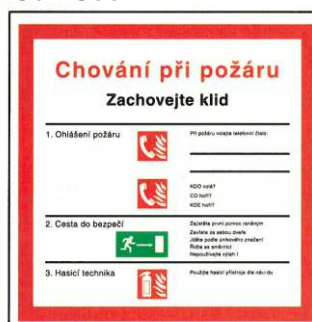 Chování při požáru
Zachovejte klid
1. Ohlášení požáru
Při požáru volejte telefonní číslo:
KDO volá?
CO hoří?
KDE hoří?
2. Cesta do bezpečí
Zajistěte první pomoc raněným
Zavřete za sebou dveře
Jděte podle únikového značení
Řiďte se směrnicí
Nepoužívejte výtah !
3. Hasicí technika
Použijte hasicí přístroje dle návodu